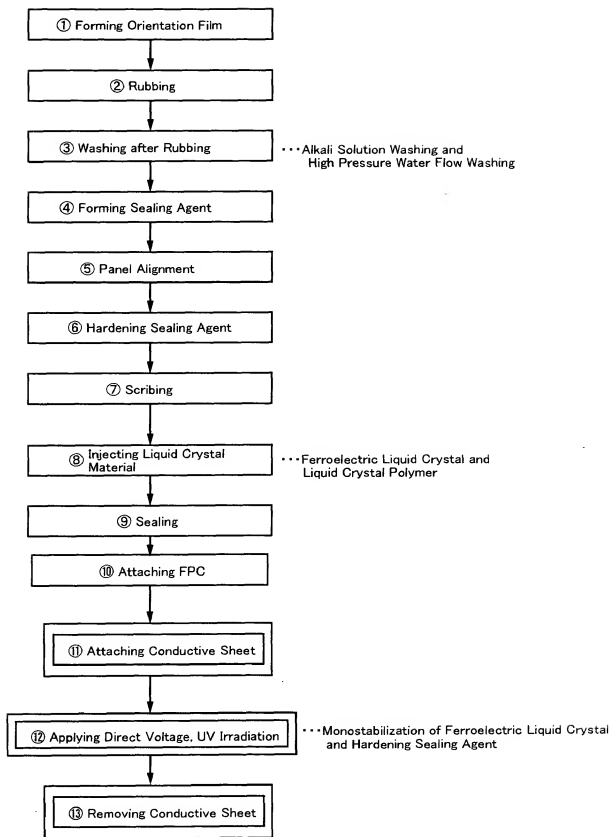 ① Forming Orientation Film
② Rubbing
③ Washing after Rubbing
···Alkali Solution Washing and
High Pressure Water Flow Washing
④ Forming Sealing Agent
⑤ Panel Alignment
⑥ Hardening Sealing Agent
⑦ Scribing
⑧ Injecting Liquid Crystal
Material
···Ferroelectric Liquid Crystal and
Liquid Crystal Polymer
⑨ Sealing
⑩ Attaching FPC
⑪ Attaching Conductive Sheet
⑫ Applying Direct Voltage, UV Irradiation
···Monostabilization of Ferroelectric Liquid Crystal
and Hardening Sealing Agent
⑬ Removing Conductive Sheet